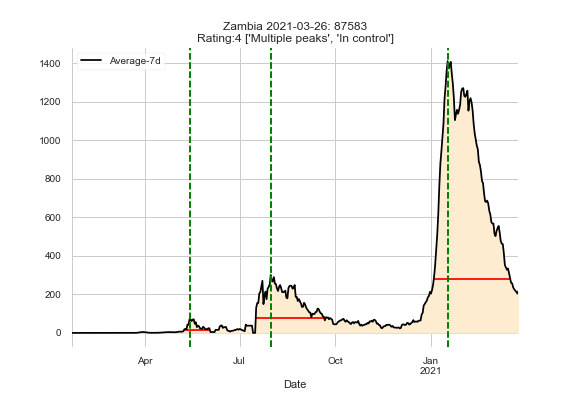 Zambia 2021-03-26: 87583
Rating:4 ['Multiple peaks', 'In control']
Average-7d
1400
1200
1000
800
600
400
200
0
Apr Jul Oct Jan
2021
Date